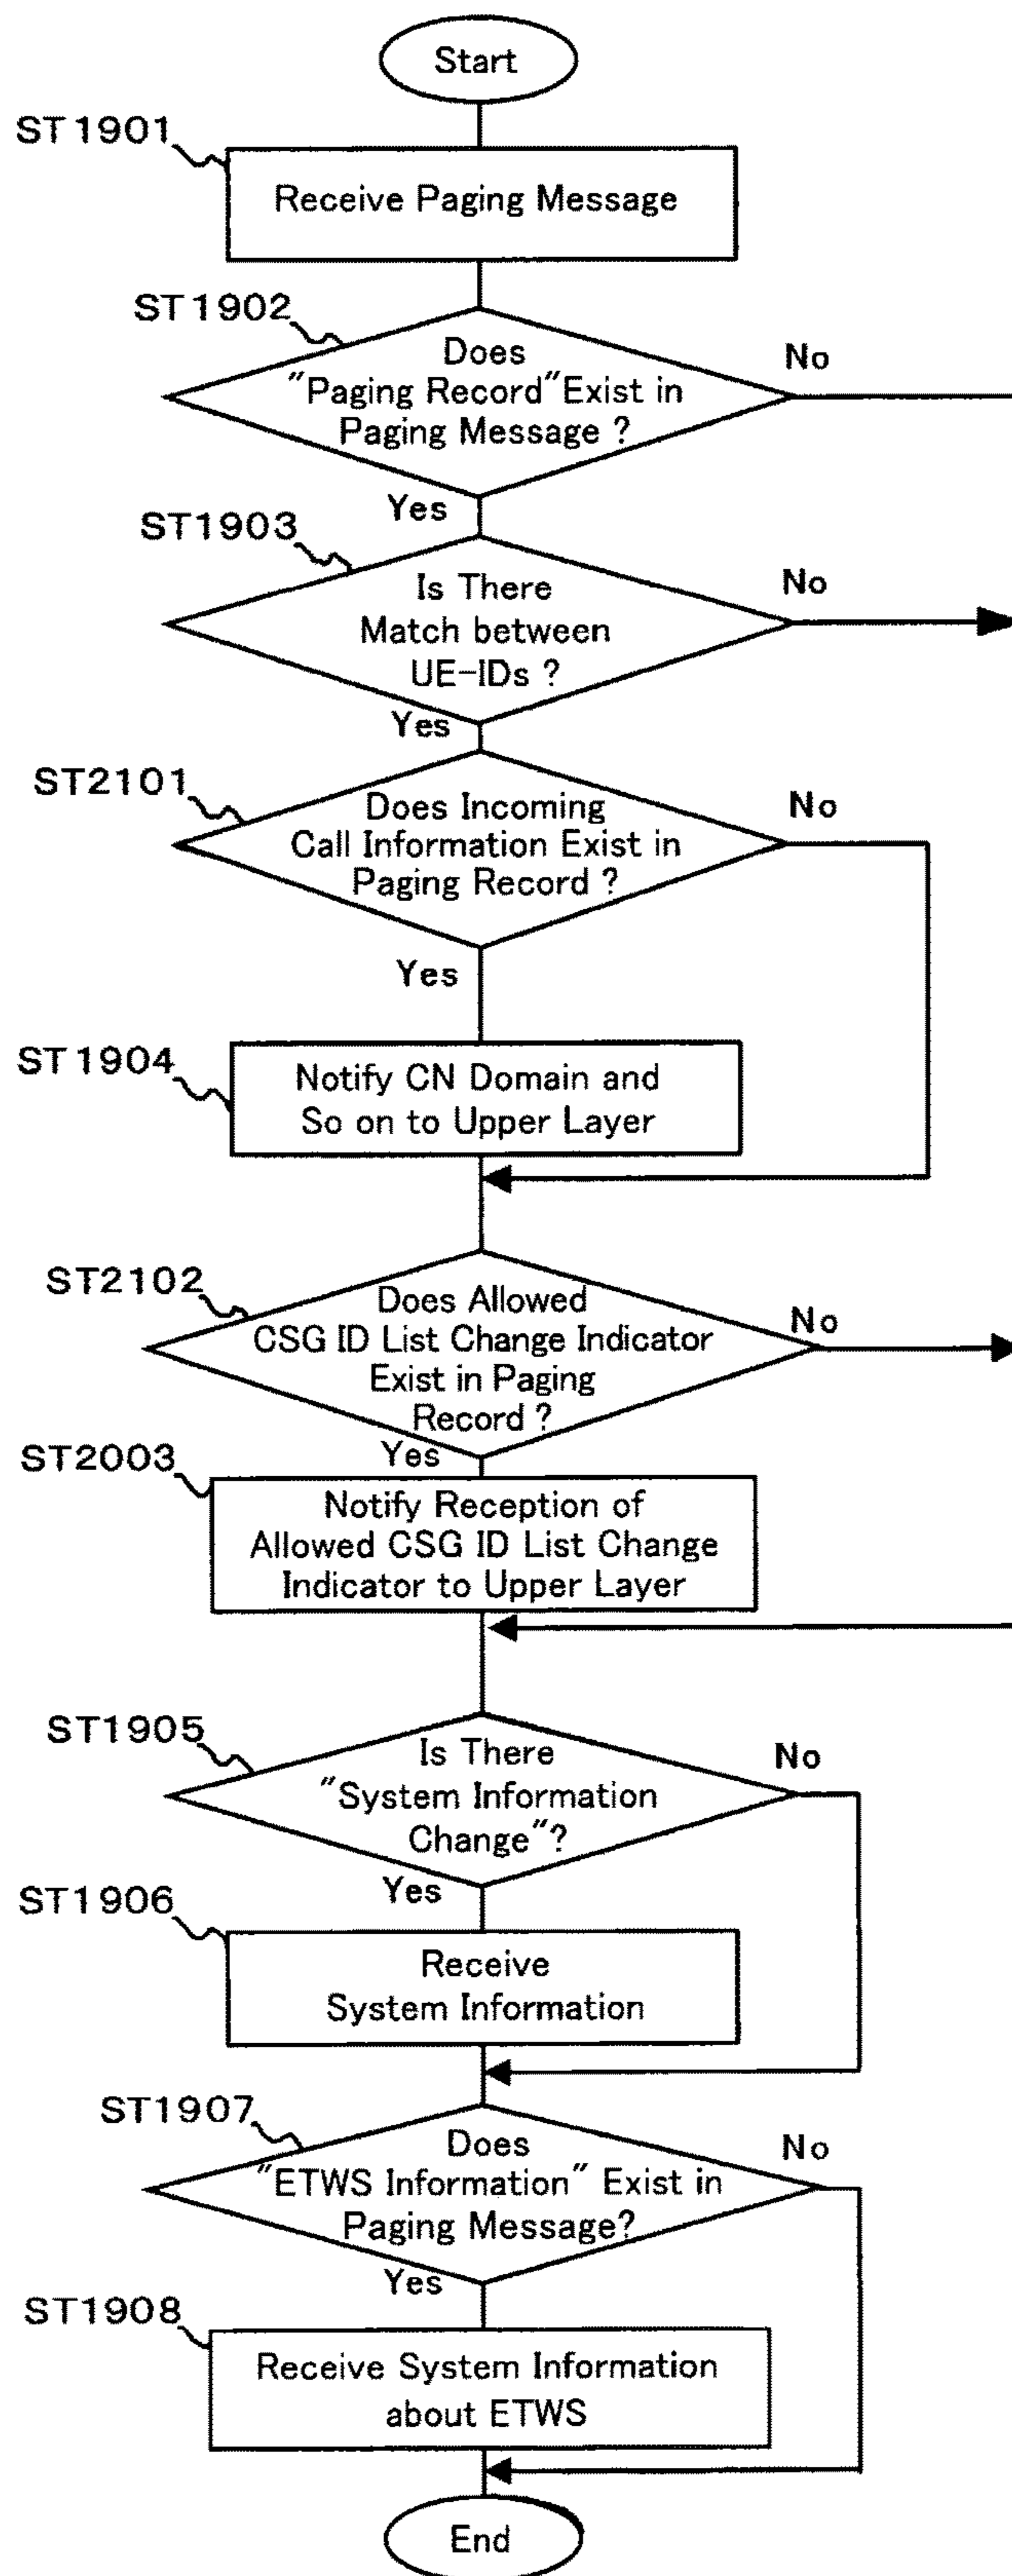 Start
ST1901
Receive Paging Message
ST1902
Does
"Paging Record"Exist in
Paging Message ?
No
Yes
ST1903
Is There
Match between
UE-IDs ?
No
Yes
ST2101
Does Incoming
Call Information Exist in
Paging Record ?
No
Yes
ST1904
Notify CN Domain and
So on to Upper Layer
ST2102
Does Allowed
CSG ID List Change Indicator
Exist in Paging
Record ?
No
Yes
ST2003
Notify Reception of
Allowed CSG ID List Change
Indicator to Upper Layer
ST1905
Is There
"System Information
Change"?
No
Yes
ST1906
Receive
System Information
ST1907
Does
"ETWS Information" Exist in
Paging Message?
No
Yes
ST1908
Receive System Information
about ETWS
End